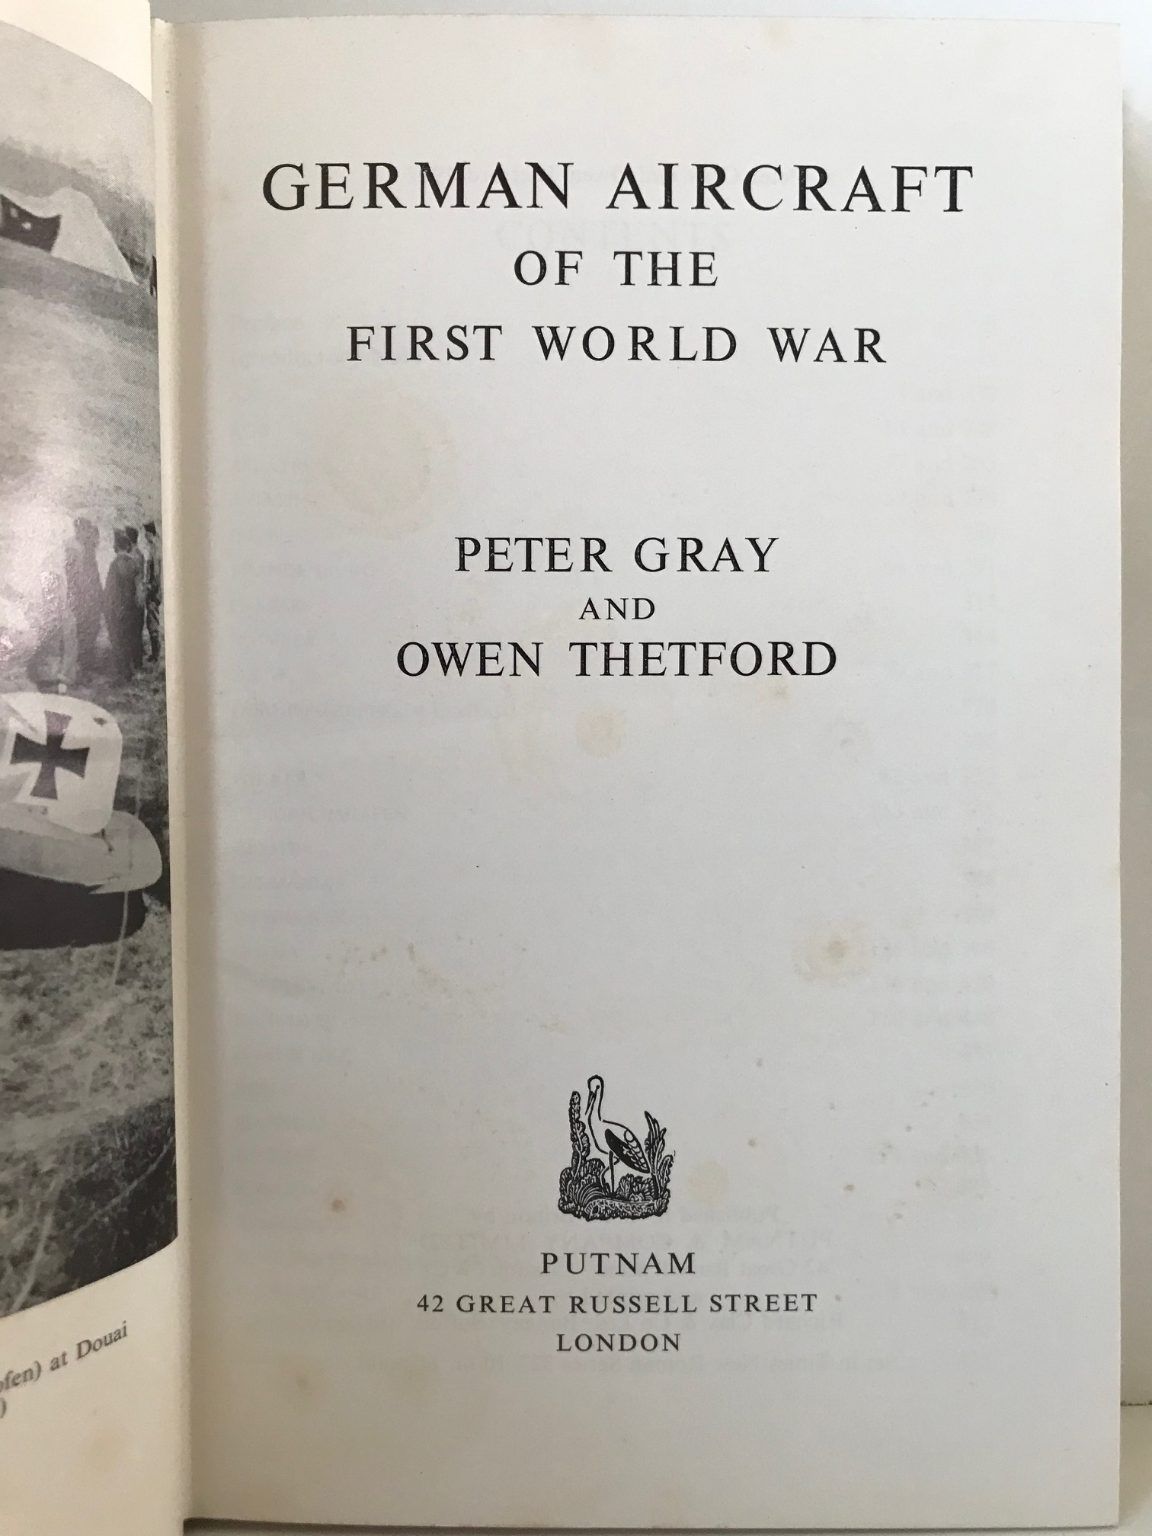 GERMAN AIRCRAFT
OF THE
FIRST WORLD WAR
PETER GRAY
AND
OWEN THETFORD
PUTNAM
42 GREAT RUSSELL STREET
LONDON
at Douai